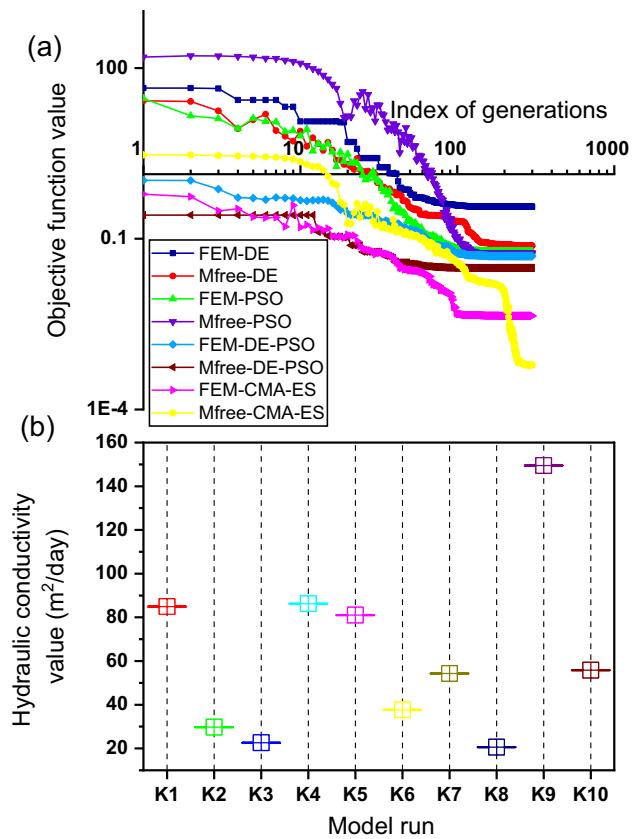 (a)
Objective function value
100
0.1
1E-4
Index of generations
1 10 100 1000
FEM-DE
Mfree-DE
FEM-PSO
Mfree-PSO
FEM-DE-PSO
Mfree-DE-PSO
FEM-CMA-ES
Mfree-CMA-ES
(b)
Hydraulic conductivity
value (m²/day)
160
140
120
100
80
60
40
20
K1 K2 K3 K4 K5 K6 K7 K8 K9 K10
Model run